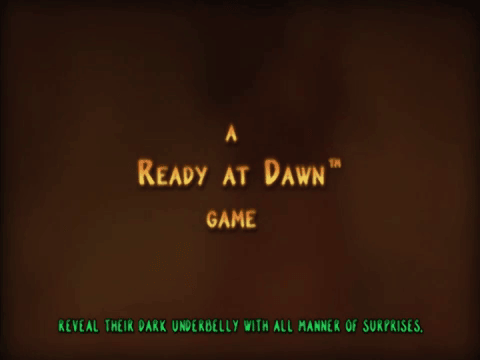 A
READY AT DAWN™
GAME
REVEAL THEIR DARK UNDERBELLY WITH ALL MANNER OF SURPRISES.